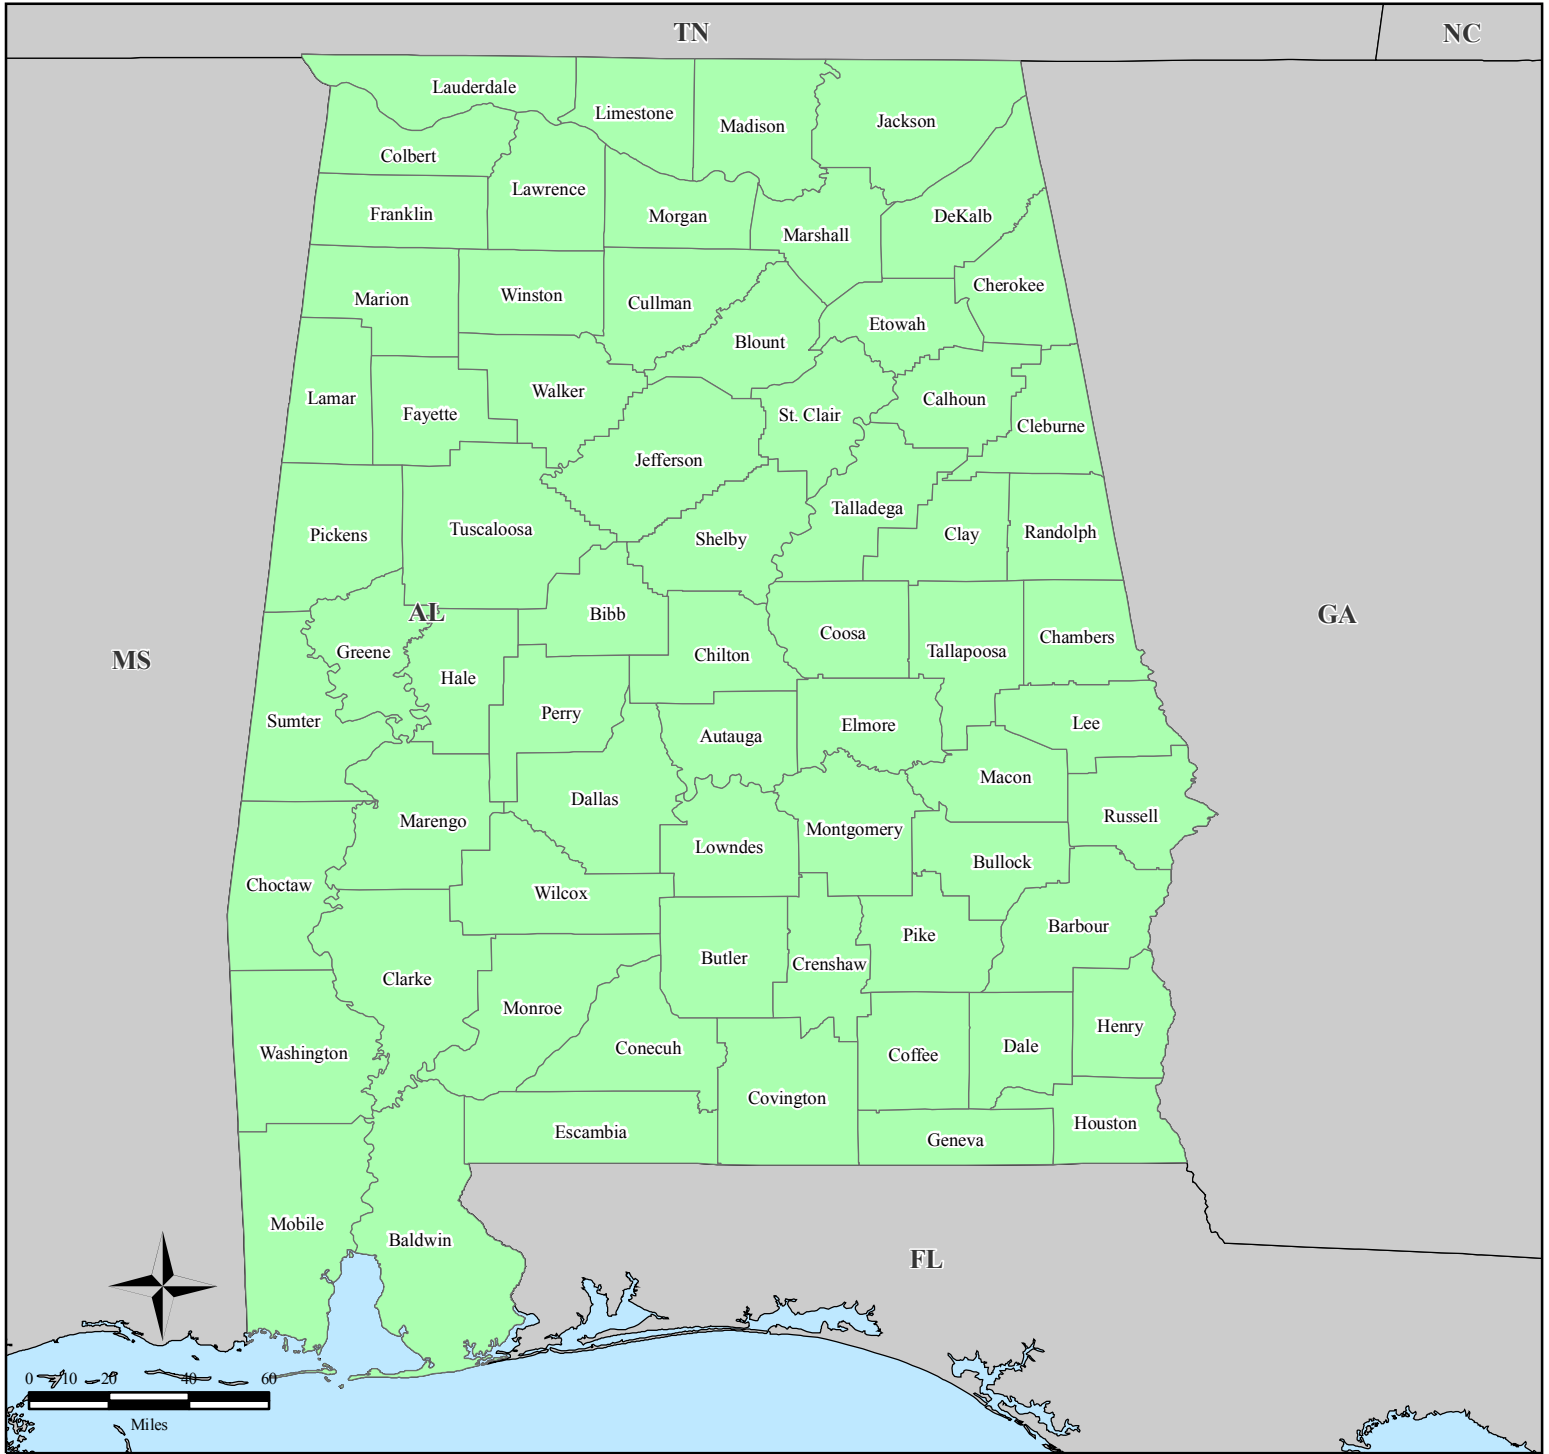 TN
NC
Lauderdale
Limestone
Madison
Jackson
Colbert
Lawrence
Franklin
Morgan
Marshall
DeKalb
Cherokee
Marion
Winston
Cullman
Etowah
Blount
Lamar
Fayette
Walker
St. Clair
Calhoun
Cleburne
Jefferson
Talladega
Pickens
Tuscaloosa
Shelby
Clay
Randolph
AL
Bibb
GA
Coosa
Chambers
Tallapoosa
MS
Greene
Hale
Chilton
Sumter
Perry
Autauga
Elmore
Lee
Macon
Dallas
Marengo
Montgomery
Russell
Lowndes
Bullock
Choctaw
Wilcox
Barbour
Pike
Butler
Crenshaw
Clarke
Monroe
Henry
Washington
Conecuh
Coffee
Dale
Covington
Escambia
Geneva
Houston
Mobile
Baldwin
FL
0 10 20 40 60
Miles